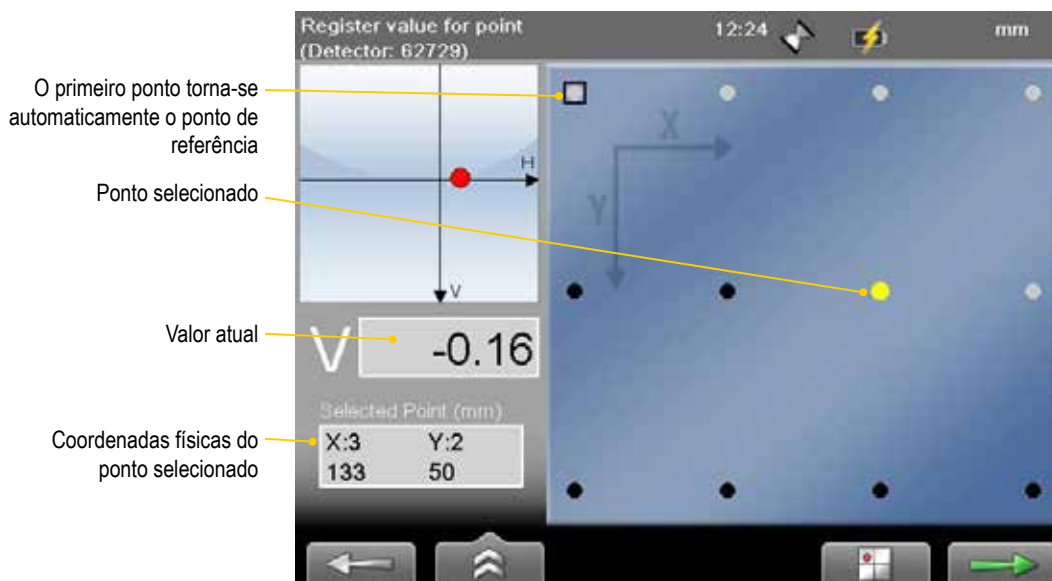 Register value for point
(Detector: 62729)
12:24
mm
O primeiro ponto torna-se
automaticamente o ponto de
referência
Ponto selecionado
Valor atual
Coordenadas físicas do
ponto selecionado
H
V
X
Y
V
-0.16
Selected Point (mm)
X:3 Y:2
133 50